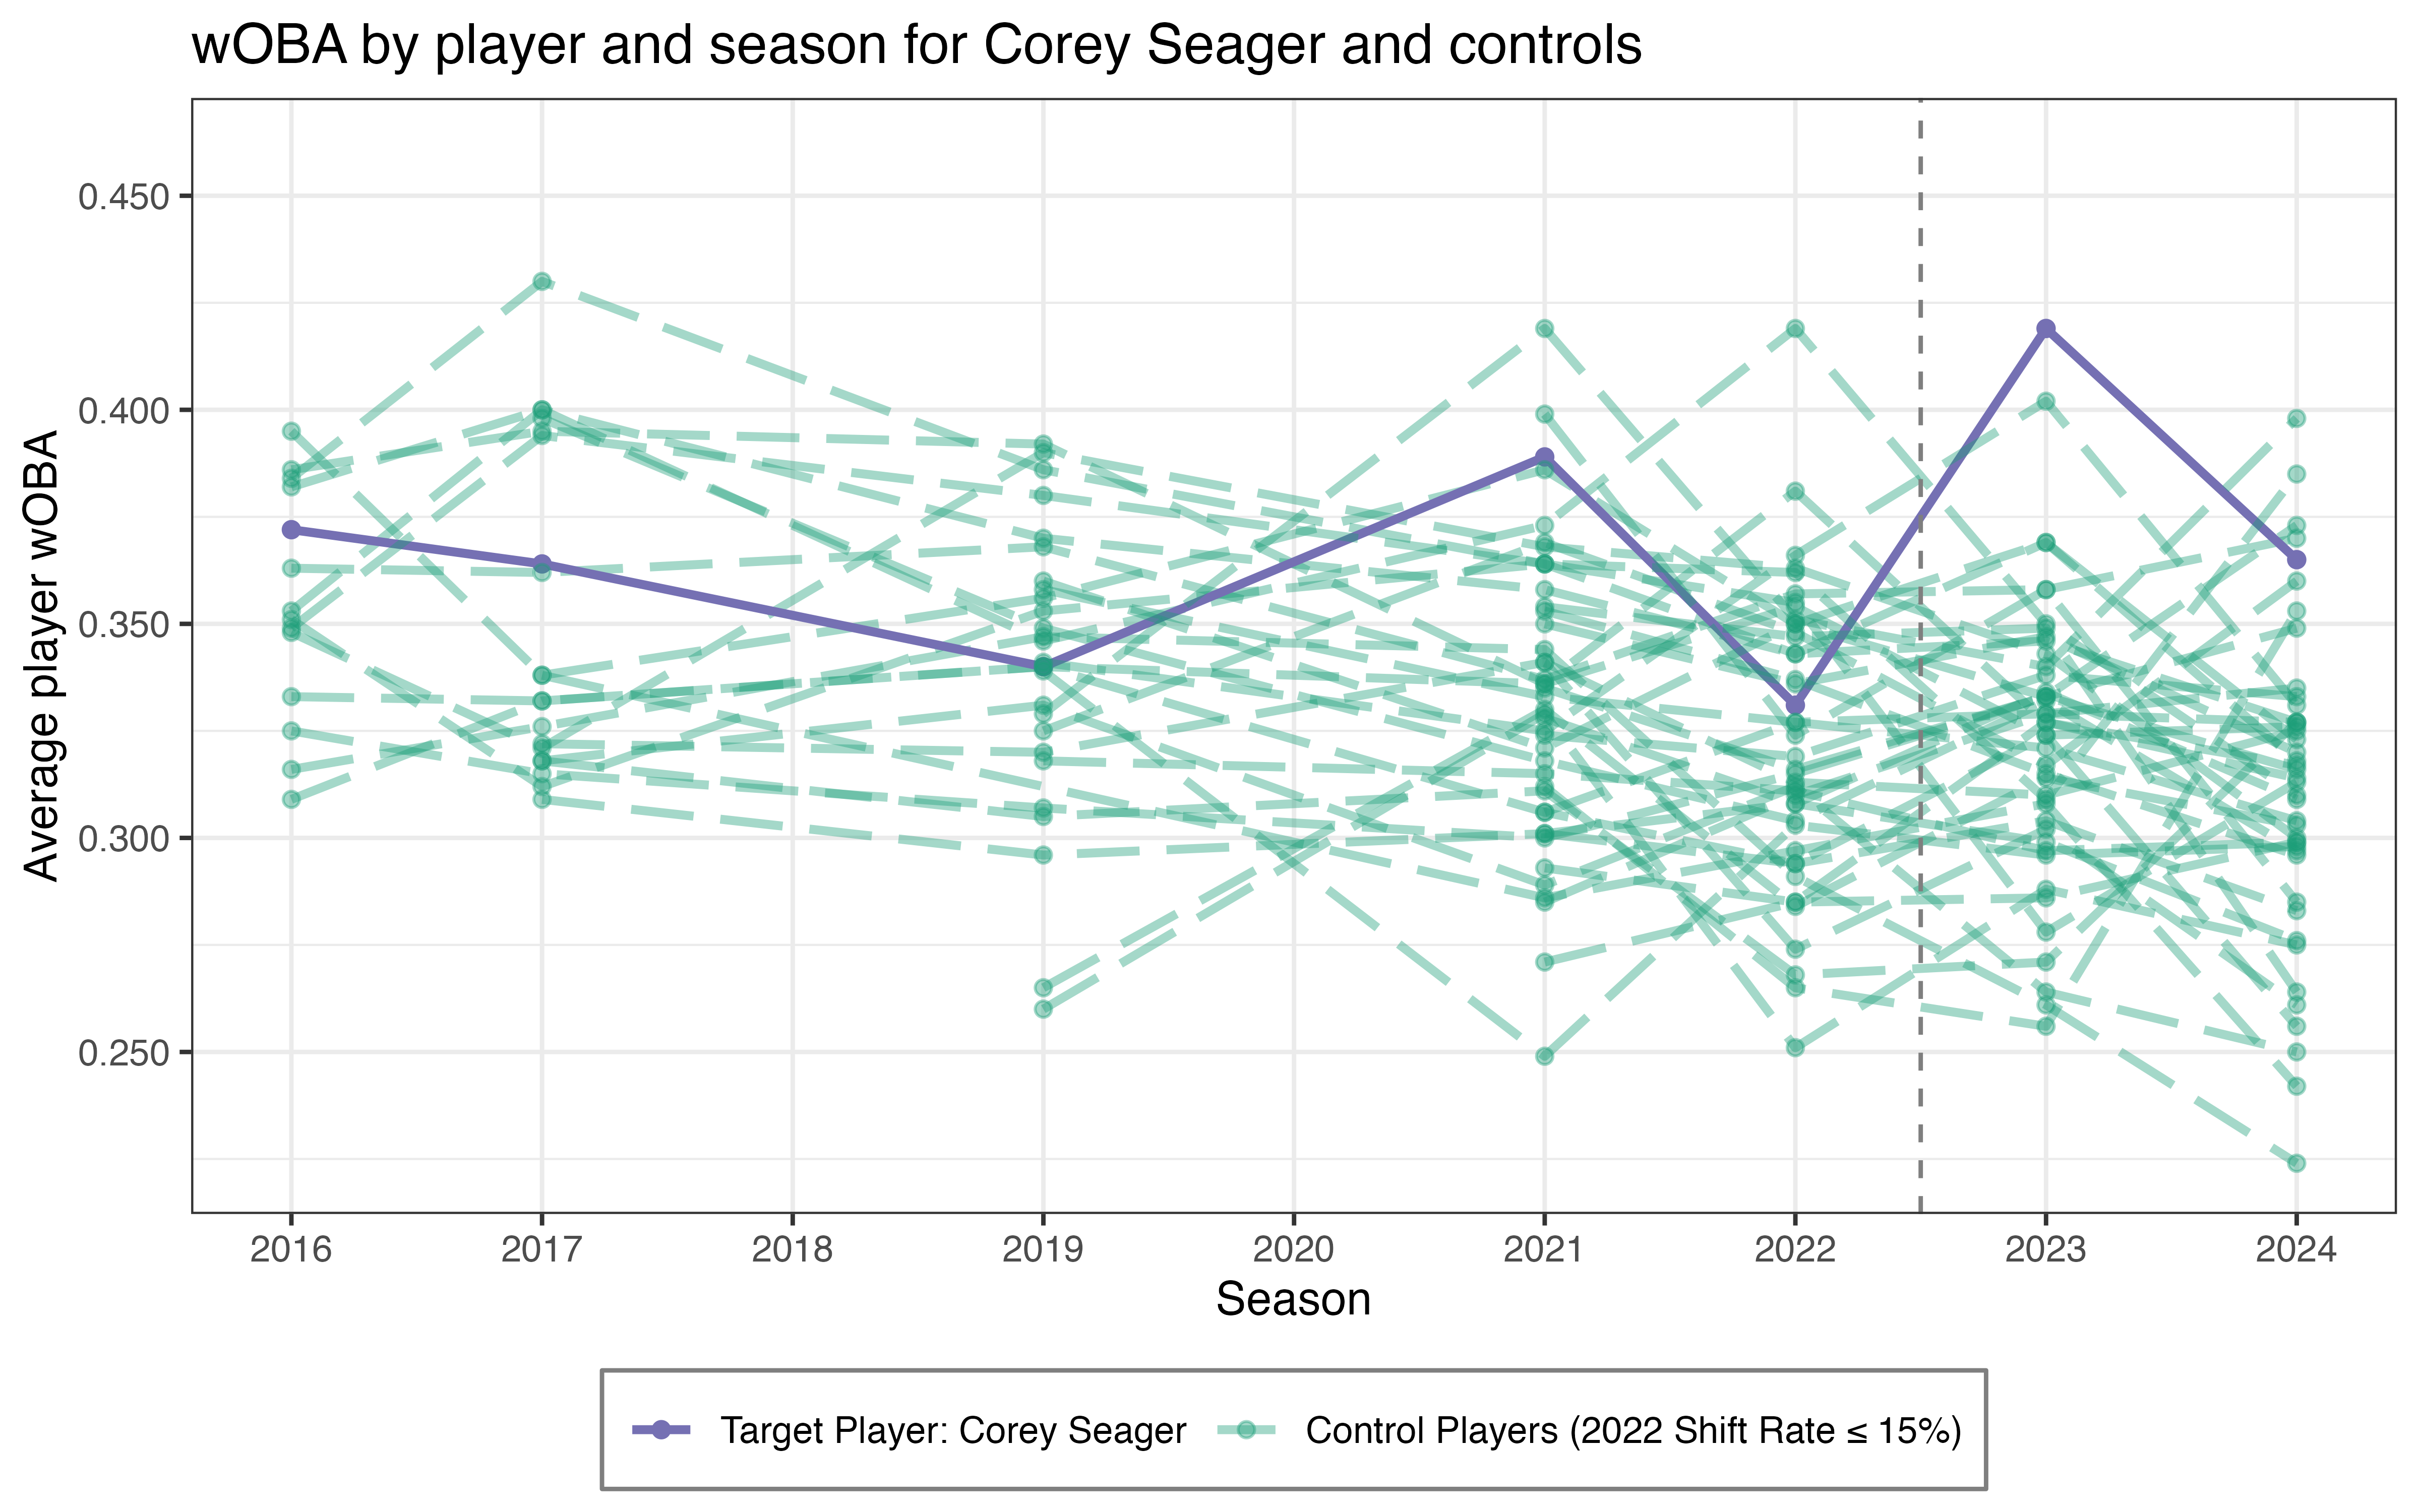 wOBA by player and season for Corey Seager and controls
Average player wOBA
0.450
0.400
0.350
0.300
0.250
2016 2017 2018 2019 2020 2021 2022 2023 2024
Season
Target Player: Corey Seager Control Players (2022 Shift Rate ≤ 15%)